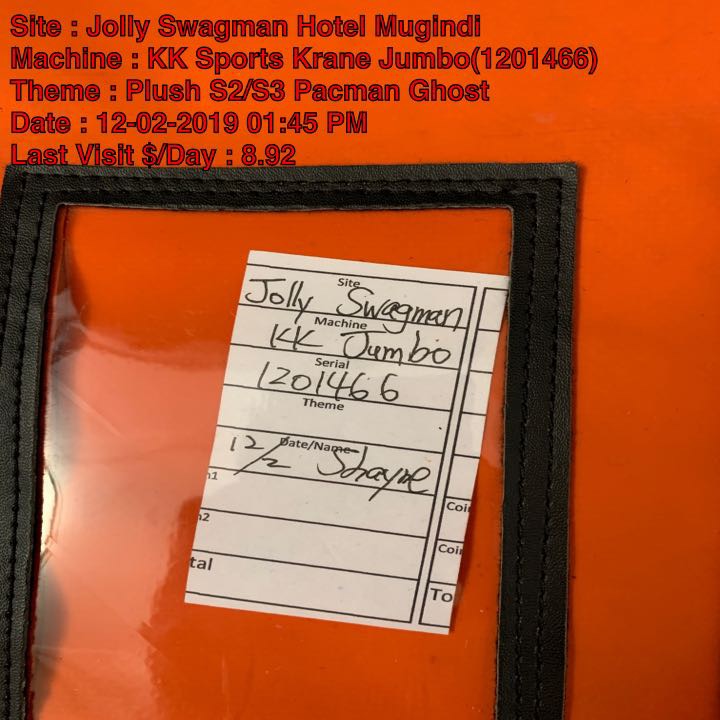 Site : Jolly Swagman Hotel Mugindi
Machine : KK Sports Krane Jumbo(1201466)
Theme : Plush S2/S3 Pacman Ghost
Date : 12-02-2019 01:45 PM
Last Visit $/Day : 8.92
Site
Jolly Swagman
Machine
KK Jumbo
Serial
1201466
Theme
Date/Name
12/2 Shayne
n1
n2
tal
Coi
Coi
To